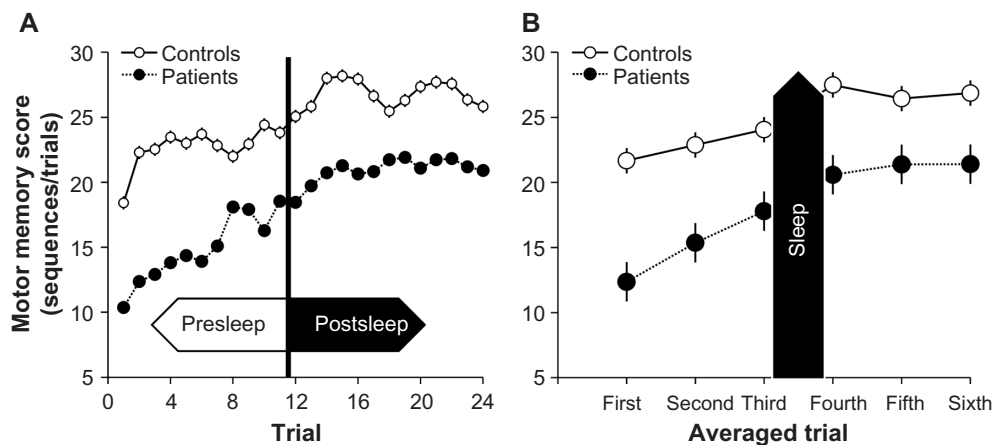 A
Motor memory score
(sequences/trials)
30
25
20
15
10
5
Controls
Patients
Presleep
Postsleep
0 4 8 12 16 20 24
Trial
B
30
25
20
15
10
5
Controls
Patients
Sleep
First Second Third Fourth Fifth Sixth
Averaged trial